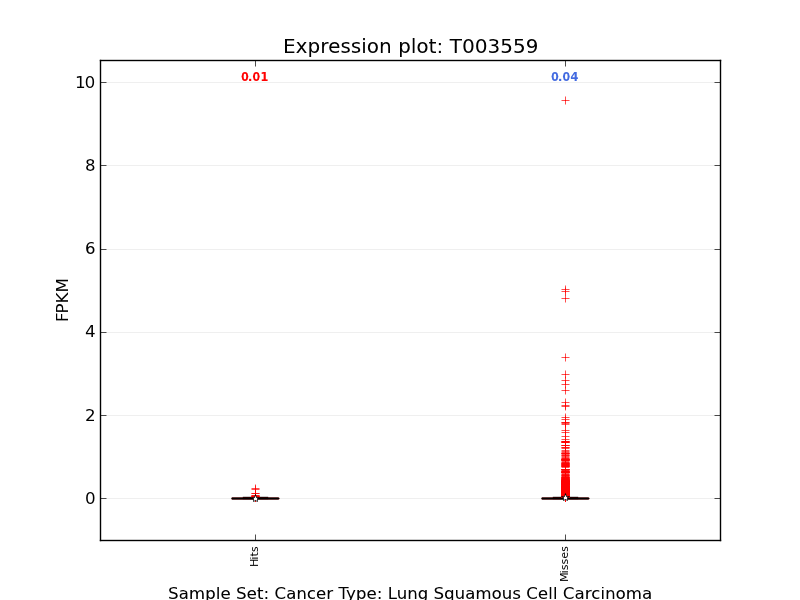 Expression plot: T003559
0.01
0.04
10
8
6
4
2
0
FPKM
Hits
Misses
Sample Set: Cancer Type: Lung Squamous Cell Carcinoma